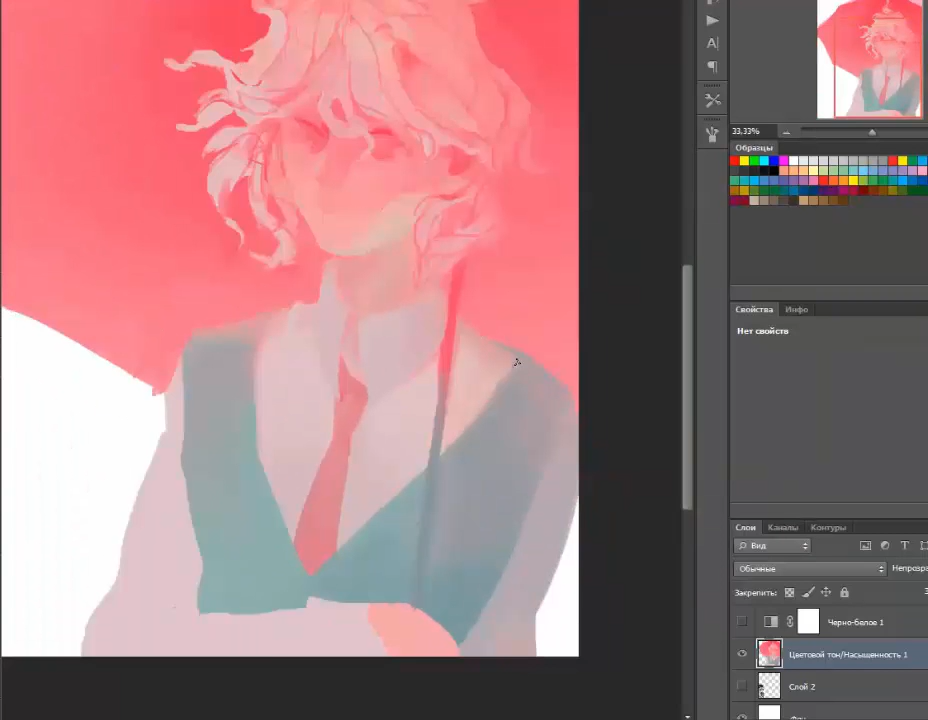 33,33%
Образцы
Свойства Инфо
Нет свойств
Слои Каналы Контуры
Вид
Обычные
Закрепить:
Черно-белое 1
Цветовой тон/Насыщенность 1
Слой 2